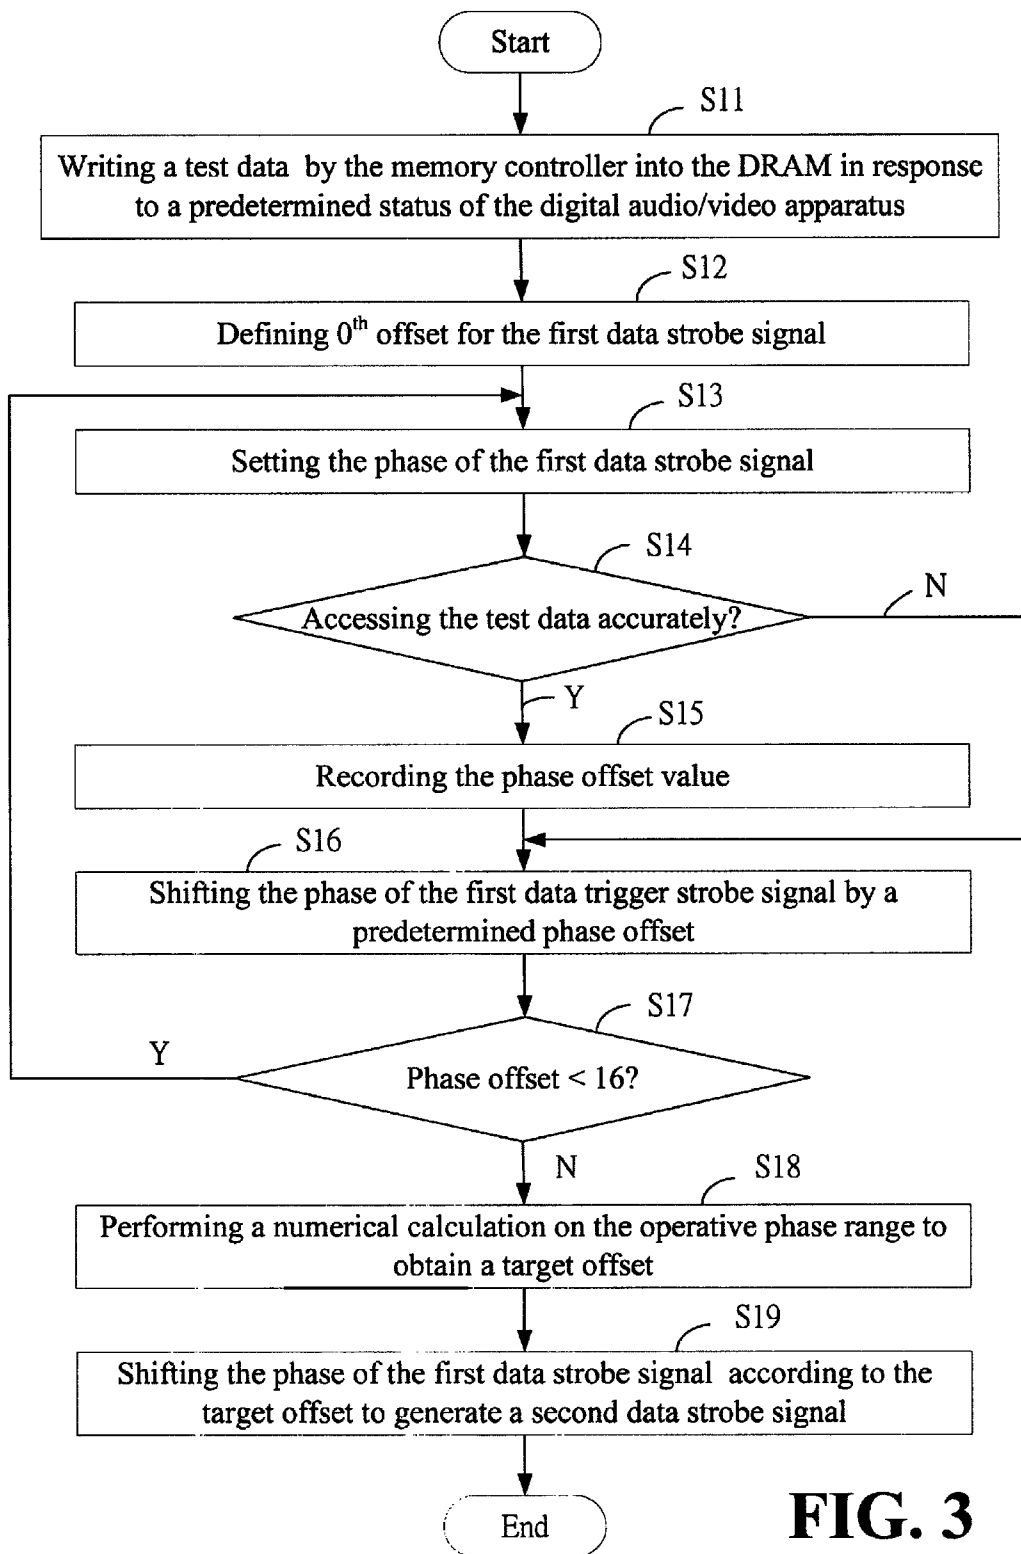 Start
S11
Writing a test data by the memory controller into the DRAM in response
to a predetermined status of the digital audio/video apparatus
S12
Defining 0th offset for the first data strobe signal
S13
Setting the phase of the first data strobe signal
S14
Accessing the test data accurately?
N
Y
S15
Recording the phase offset value
S16
Shifting the phase of the first data trigger strobe signal by a
predetermined phase offset
S17
Y
Phase offset < 16?
N
S18
Performing a numerical calculation on the operative phase range to
obtain a target offset
S19
Shifting the phase of the first data strobe signal according to the
target offset to generate a second data strobe signal
End
FIG. 3